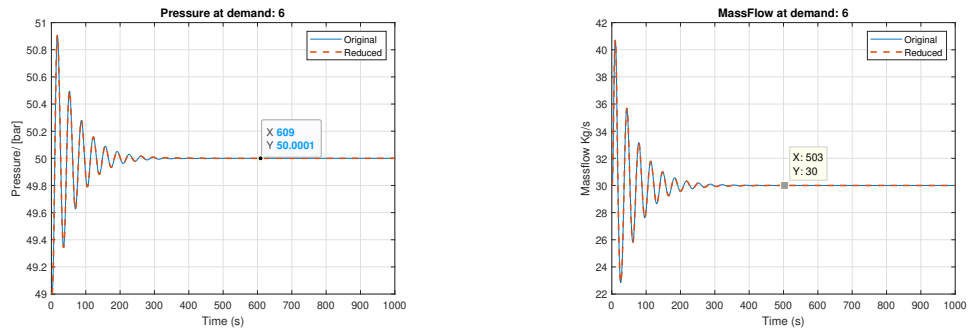 Pressure at demand: 6
51
50.8
50.6
50.4
50.2
50
49.8
49.6
49.4
49.2
49
Pressure/ [bar]
Original
Reduced
X 609
Y 50.0001
0 100 200 300 400 500 600 700 800 900 1000
Time (s)
MassFlow at demand: 6
42
40
38
36
34
32
30
28
26
24
22
Massflow Kg/s
Original
Reduced
X: 503
Y: 30
0 100 200 300 400 500 600 700 800 900 1000
Time (s)